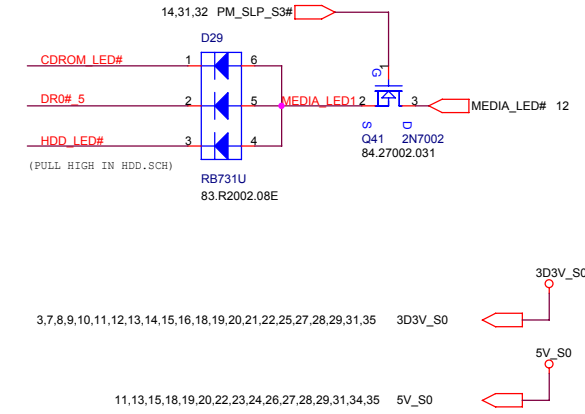 14,31,32 PM_SLP_S3#
D29
1
G
CDROM_LED# 1 6
DR0#_5 2 5 MEDIA_LED1 2 3 MEDIA_LED# 12
S D
HDD_LED# 3 4 Q41 2N7002
84.27002.031
(PULL HIGH IN HDD.SCH)
RB731U
83.R2002.08E
3D3V_S0
3,7,8,9,10,11,12,13,14,15,16,18,19,20,21,22,25,27,28,29,31,35 3D3V_S0
5V_S0
11,13,15,18,19,20,22,23,24,26,27,28,29,31,34,35 5V_S0